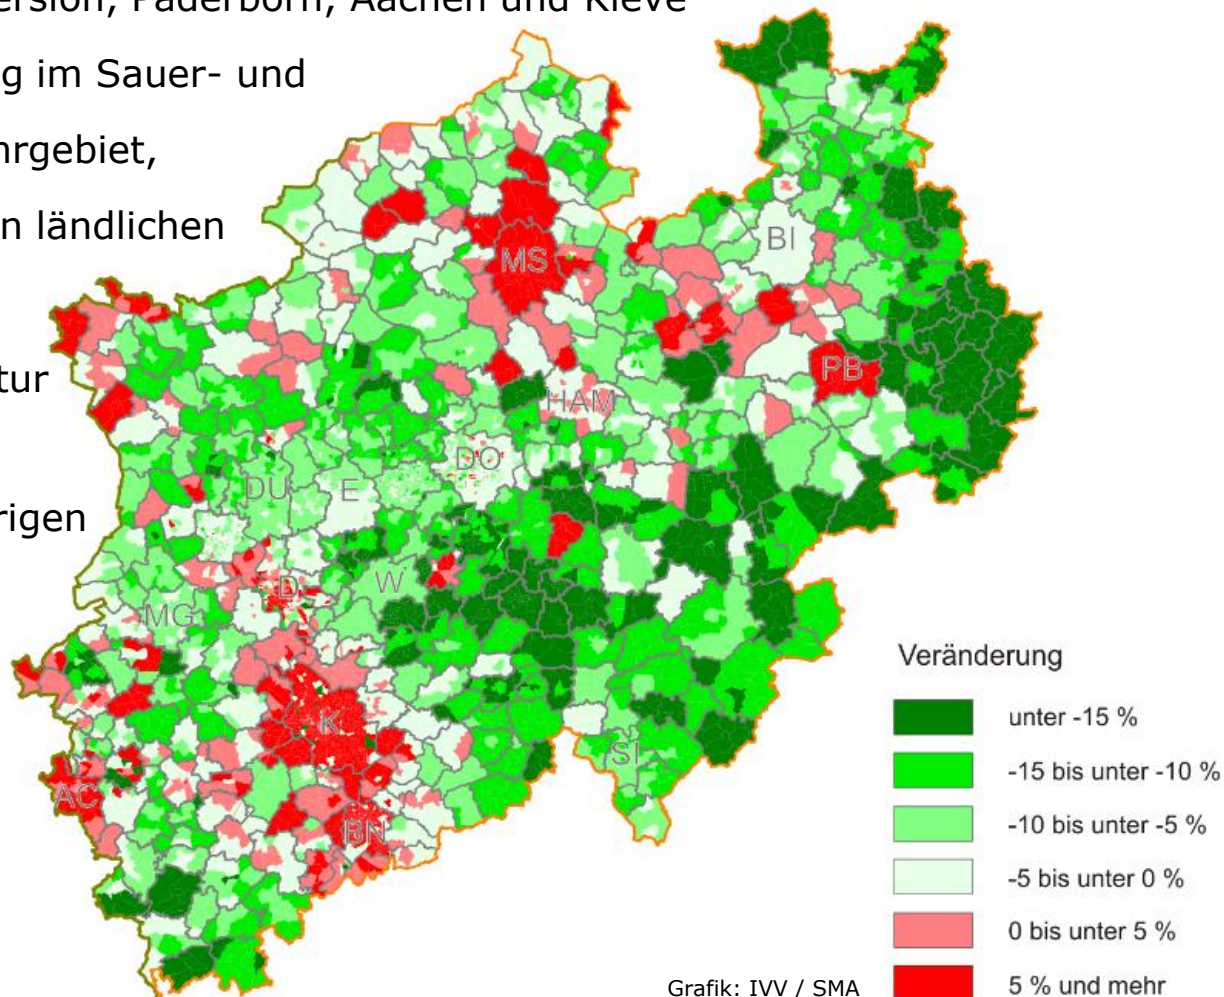 ersion, Paderborn, Aachen und Kleve
g im Sauer- und
hrgebiet,
n ländlichen
tur
rigen
MS
BI
PB
HAM
DO
DU
E
W
D
MG
K
SI
AC
BN
Veränderung
unter -15 %
-15 bis unter -10 %
-10 bis unter -5 %
-5 bis unter 0 %
0 bis unter 5 %
5 % und mehr
Grafik: IVV / SMA